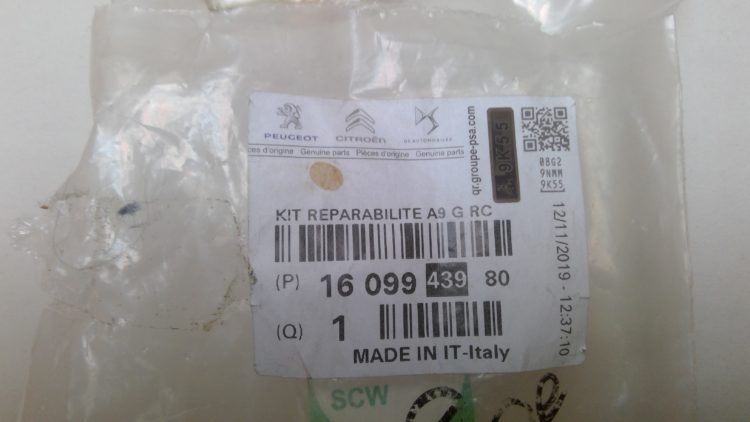 PEUGEOT CITROËN DS AUTOMOBILES
ces d'origine Genuine parts Pièces d'origine Genuine parts
qr.groupe-psa.com
9K55
08G2
9NMM
9K55
KIT REPARABILITE A9 G RC
(P) 16 099 439 80
(Q) 1
MADE IN IT-Italy
12/11/2019 - 12:37:10
SCW